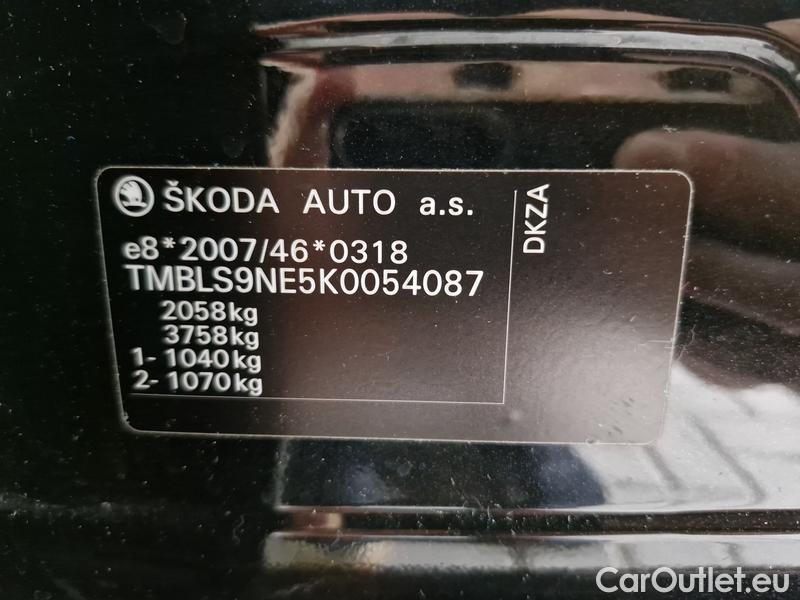 ŠKODA AUTO a.s.
e8*2007/46*0318
TMBLS9NE5K0054087
2058kg
3758kg
1- 1040kg
2- 1070kg
DKZA
CarOutlet.eu